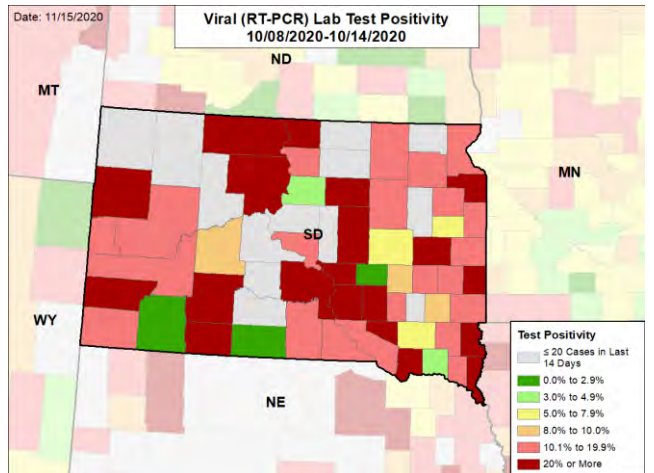 Date: 11/15/2020
Viral (RT-PCR) Lab Test Positivity
10/08/2020-10/14/2020
ND
MT
MN
SD
WY
NE
Test Positivity
≤ 20 Cases in Last
14 Days
0.0% to 2.9%
3.0% to 4.9%
5.0% to 7.9%
8.0% to 10.0%
10.1% to 19.9%
20% or More